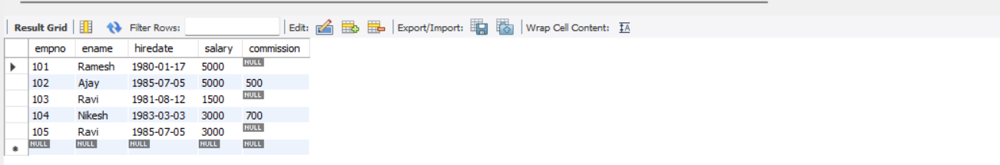 Result Grid Filter Rows: Edit: Export/Import: Wrap Cell Content: IA
empno ename hiredate salary commission
101 Ramesh 1980-01-17 5000 NULL
102 Ajay 1985-07-05 5000 500
103 Ravi 1981-08-12 1500 NULL
104 Nikesh 1983-03-03 3000 700
105 Ravi 1985-07-05 3000 NULL
NULL NULL NULL NULL NULL